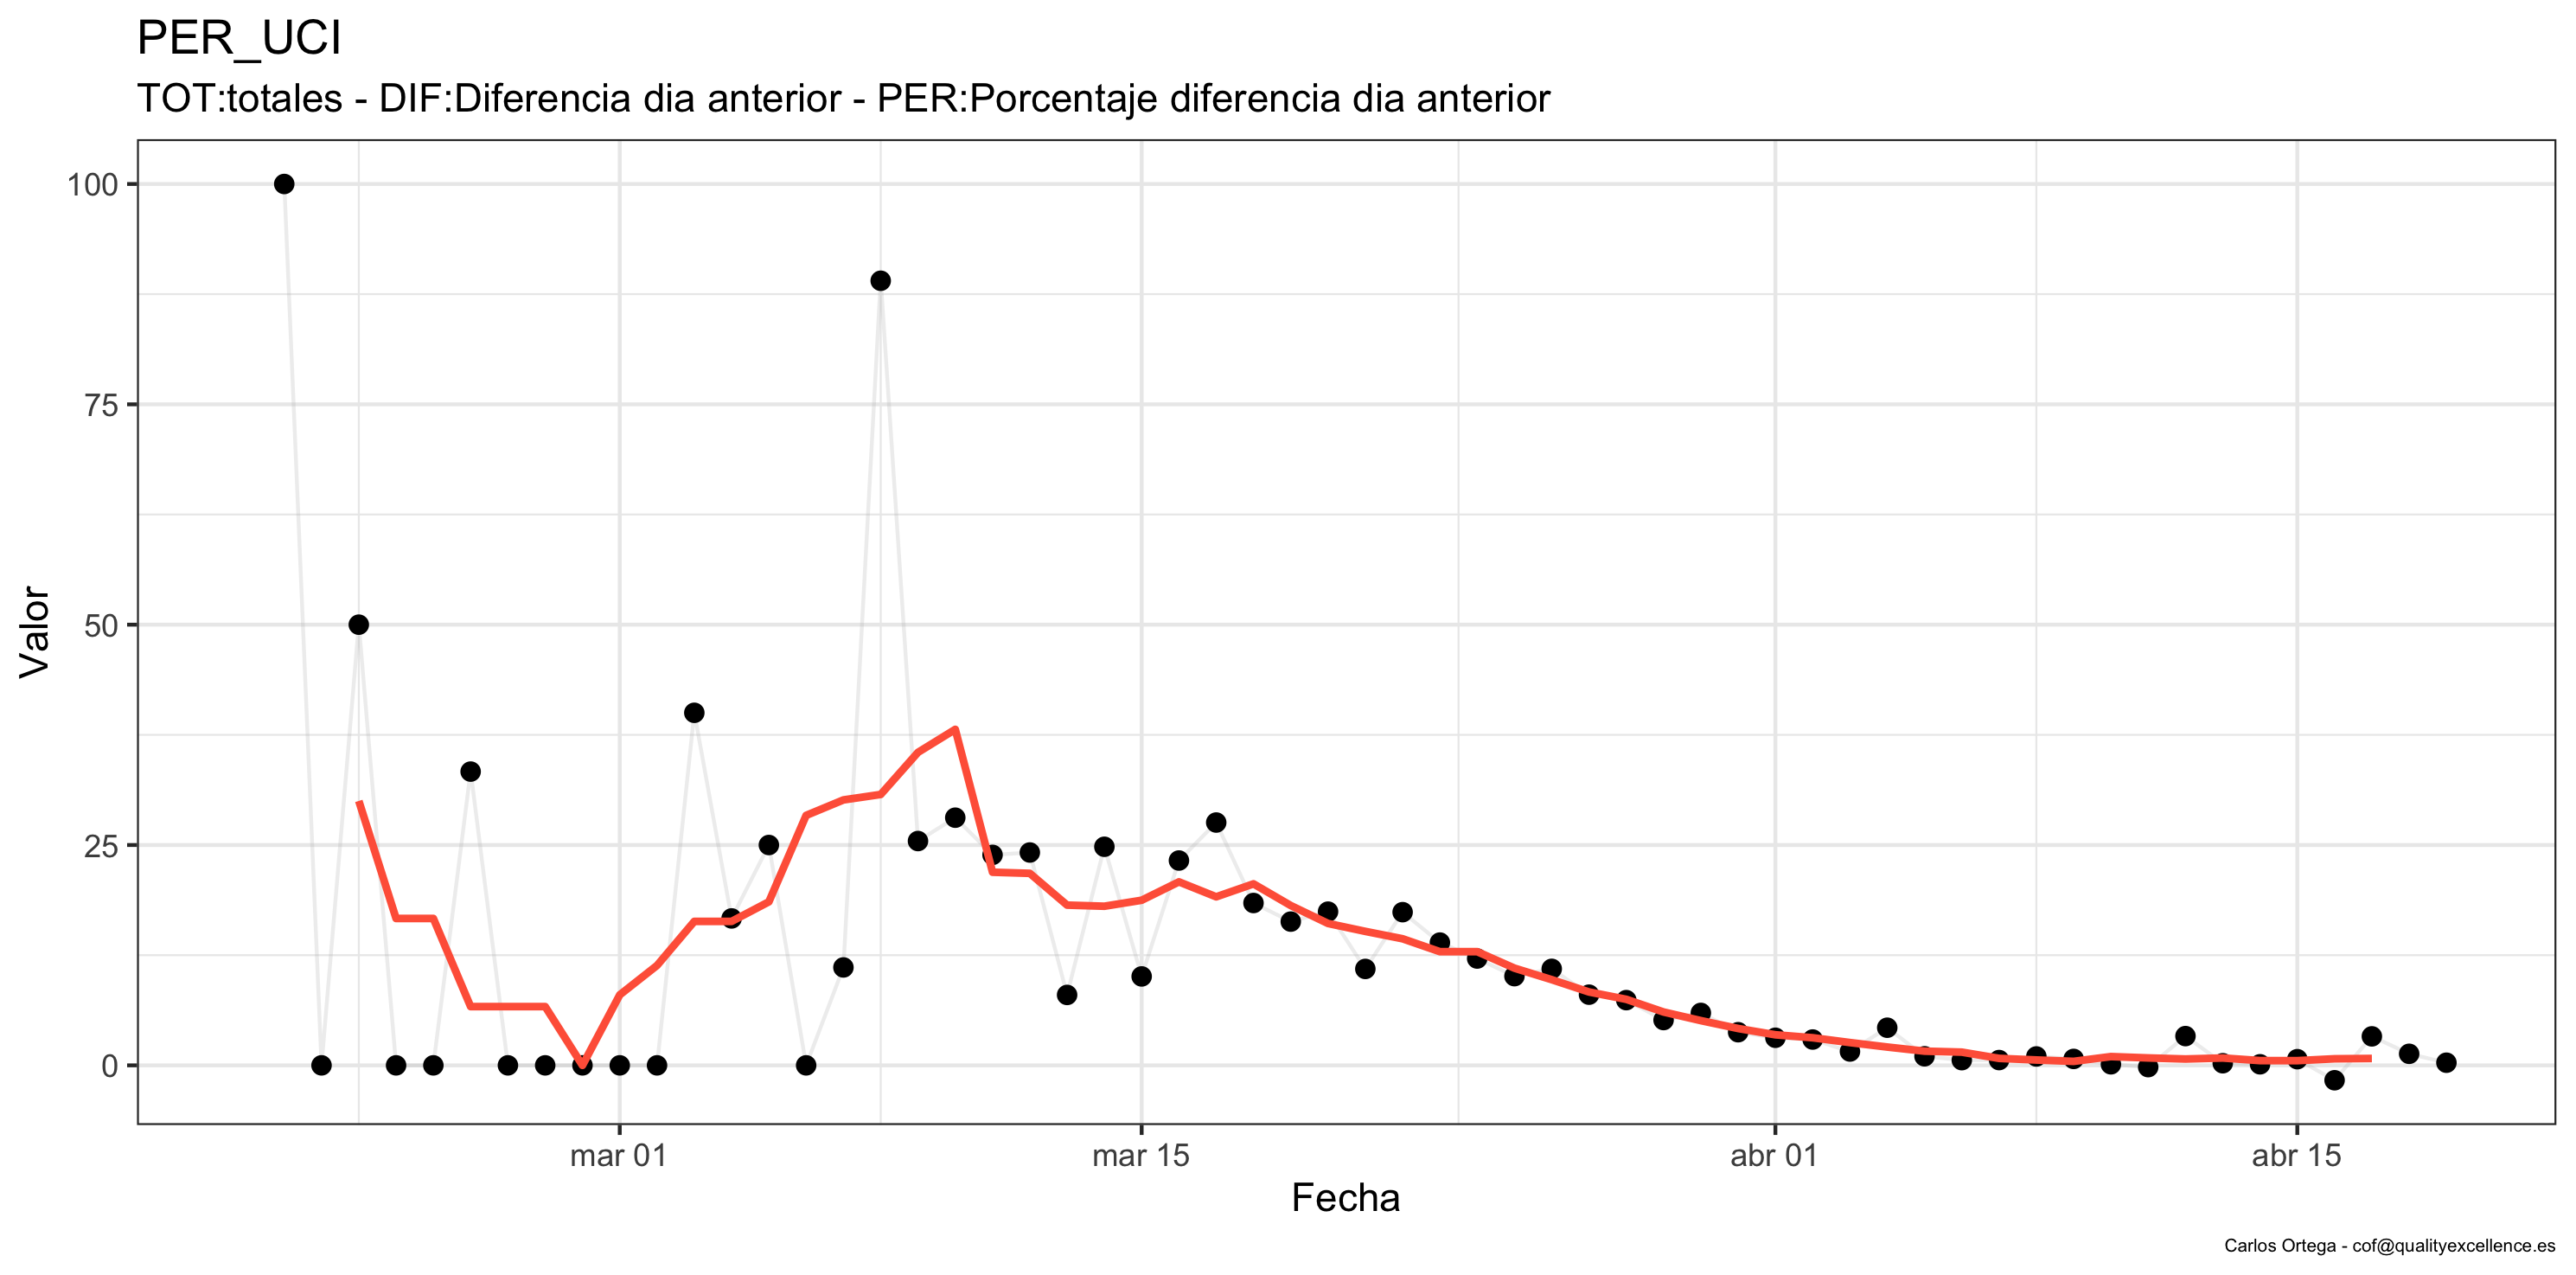 PER_UCI
TOT:totales - DIF:Diferencia dia anterior - PER:Porcentaje diferencia dia anterior
100
75
50
25
0
Valor
mar 01
mar 15
abr 01
abr 15
Fecha
Carlos Ortega - cof@qualityexcellence.es